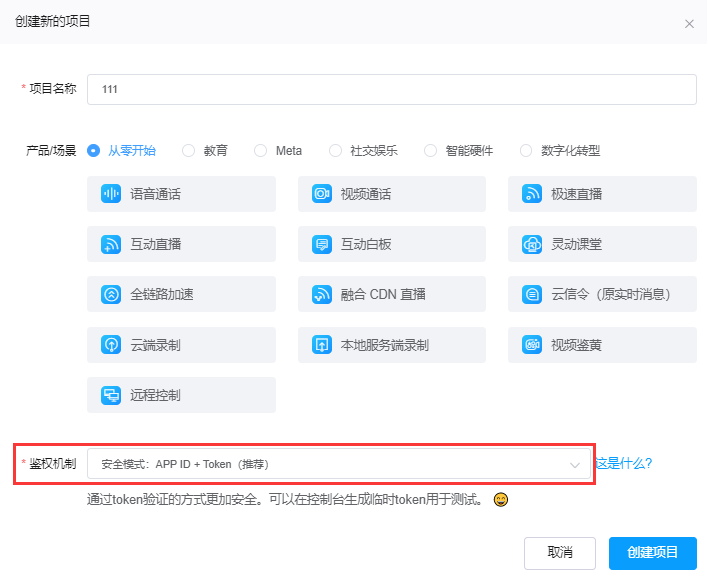 创建新的项目
* 项目名称 111
产品/场景 从零开始 教育 Meta 社交娱乐 智能硬件 数字化转型
语音通话 视频通话 极速直播
互动直播 互动白板 灵动课堂
全链路加速 融合 CDN 直播 云信令（原实时消息）
云端录制 本地服务端录制 视频鉴黄
远程控制
* 鉴权机制 安全模式：APP ID + Token（推荐） 这是什么?
通过token验证的方式更加安全。可以在控制台生成临时token用于测试。 😄
取消 创建项目